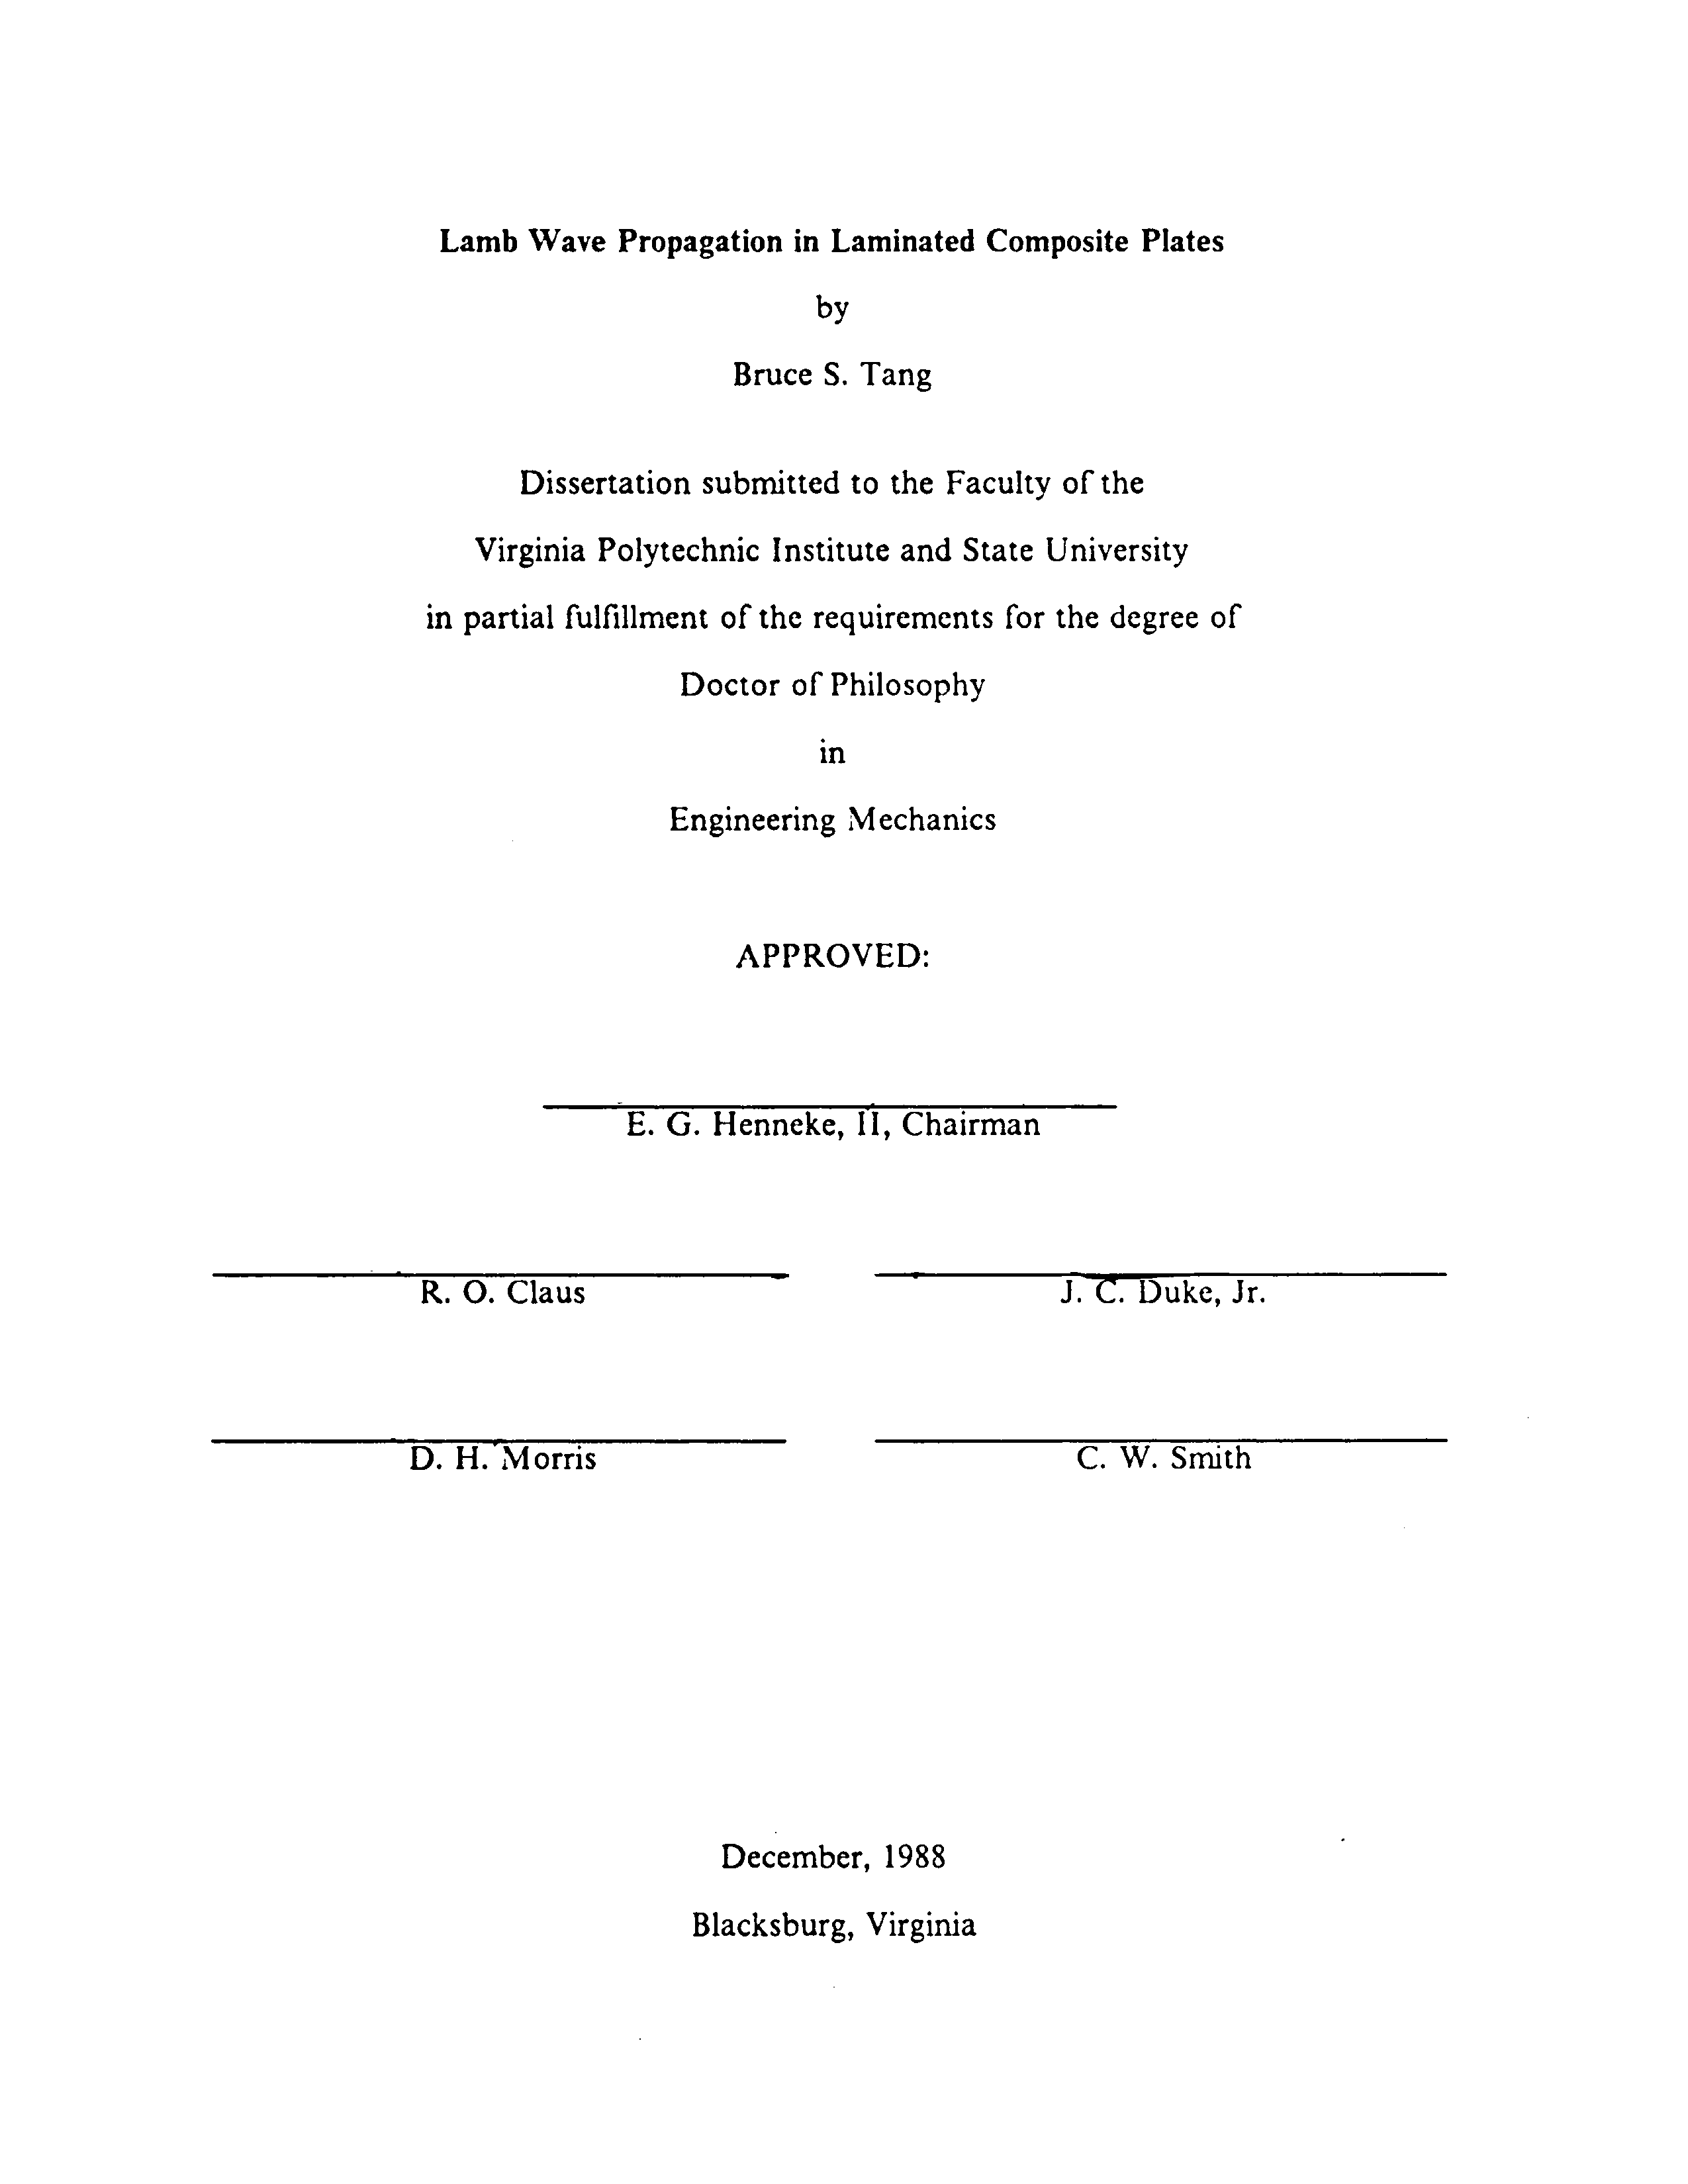 Lamb Wave Propagation in Laminated Composite Plates
by
Bruce S. Tang
Dissertation submitted to the Faculty of the
Virginia Polytechnic Institute and State University
in partial fulfillment of the requirements for the degree of
Doctor of Philosophy
in
Engineering Mechanics
APPROVED:
E. G. Henneke, II, Chairman
R. O. Claus
J. C. Duke, Jr.
D. H. Morris
C. W. Smith
December, 1988
Blacksburg, Virginia